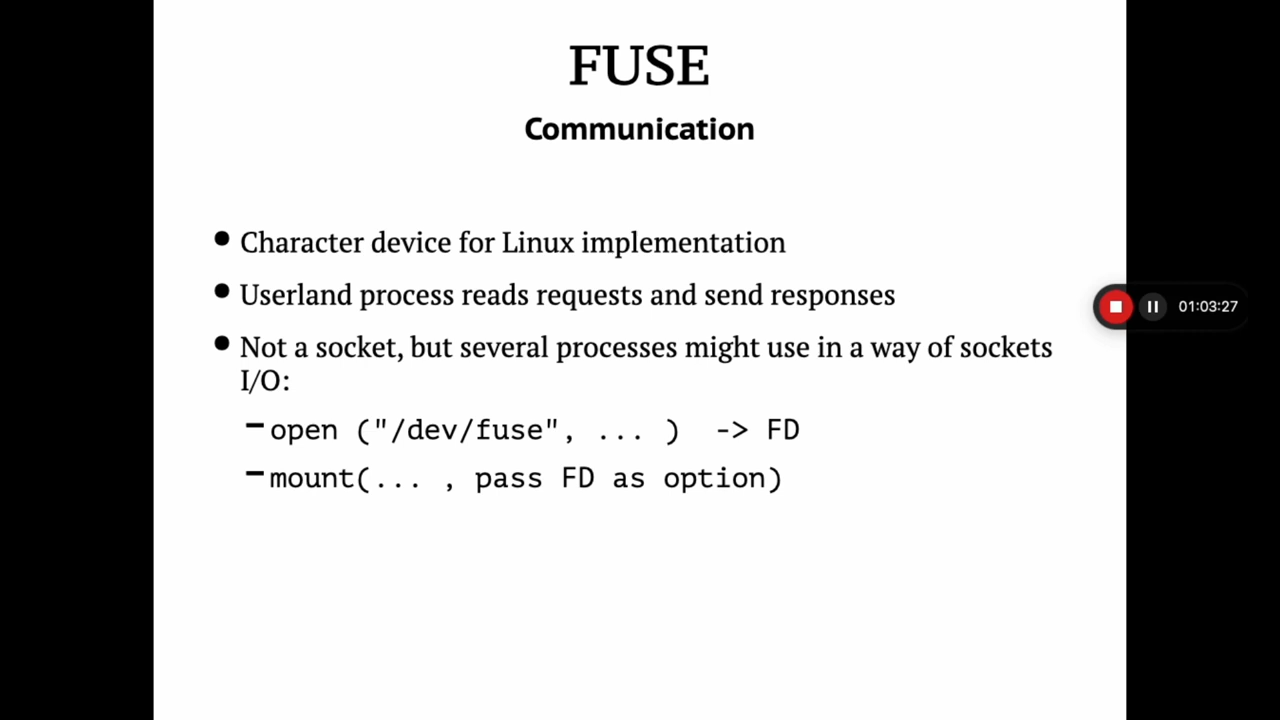 FUSE
Communication
• Character device for Linux implementation
• Userland process reads requests and send responses
• Not a socket, but several processes might use in a way of sockets
I/O:
–open ("/dev/fuse", ... )  -> FD
–mount(... , pass FD as option)
01:03:27